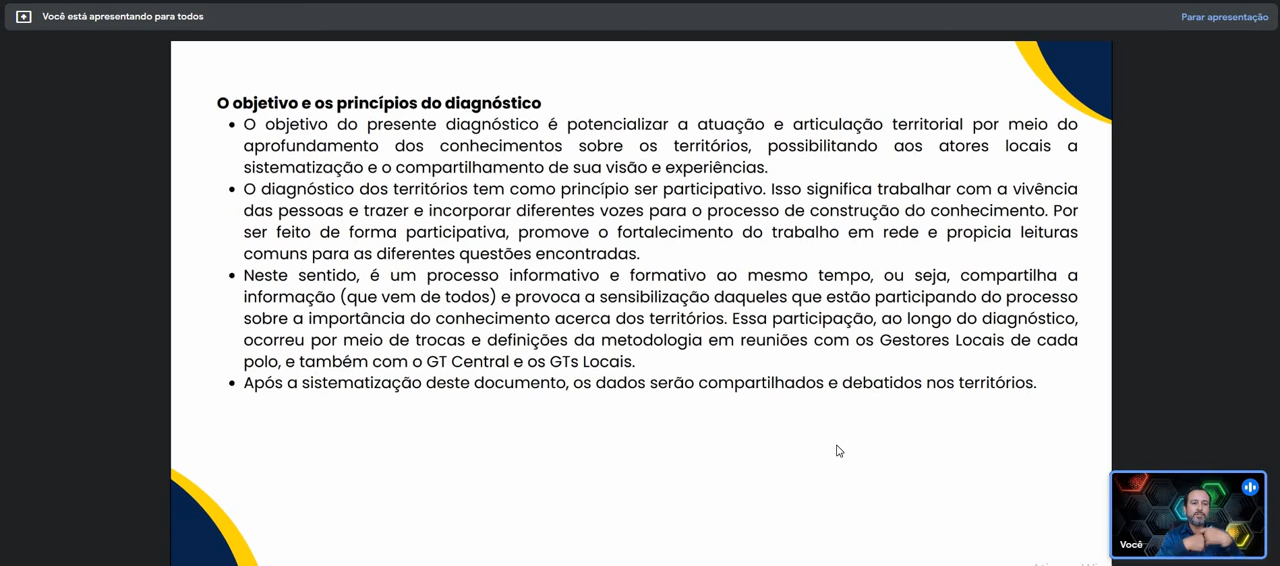 Você está apresentando para todos
Parar apresentação
O objetivo e os princípios do diagnóstico
• O objetivo do presente diagnóstico é potencializar a atuação e articulação territorial por meio do
aprofundamento dos conhecimentos sobre os territórios, possibilitando aos atores locais a
sistematização e o compartilhamento de sua visão e experiências.
• O diagnóstico dos territórios tem como princípio ser participativo. Isso significa trabalhar com a vivência
das pessoas e trazer e incorporar diferentes vozes para o processo de construção do conhecimento. Por
ser feito de forma participativa, promove o fortalecimento do trabalho em rede e propicia leituras
comuns para as diferentes questões encontradas.
• Neste sentido, é um processo informativo e formativo ao mesmo tempo, ou seja, compartilha a
informação (que vem de todos) e provoca a sensibilização daqueles que estão participando do processo
sobre a importância do conhecimento acerca dos territórios. Essa participação, ao longo do diagnóstico,
ocorreu por meio de trocas e definições da metodologia em reuniões com os Gestores Locais de cada
polo, e também com o GT Central e os GTs Locais.
• Após a sistematização deste documento, os dados serão compartilhados e debatidos nos territórios.
Você